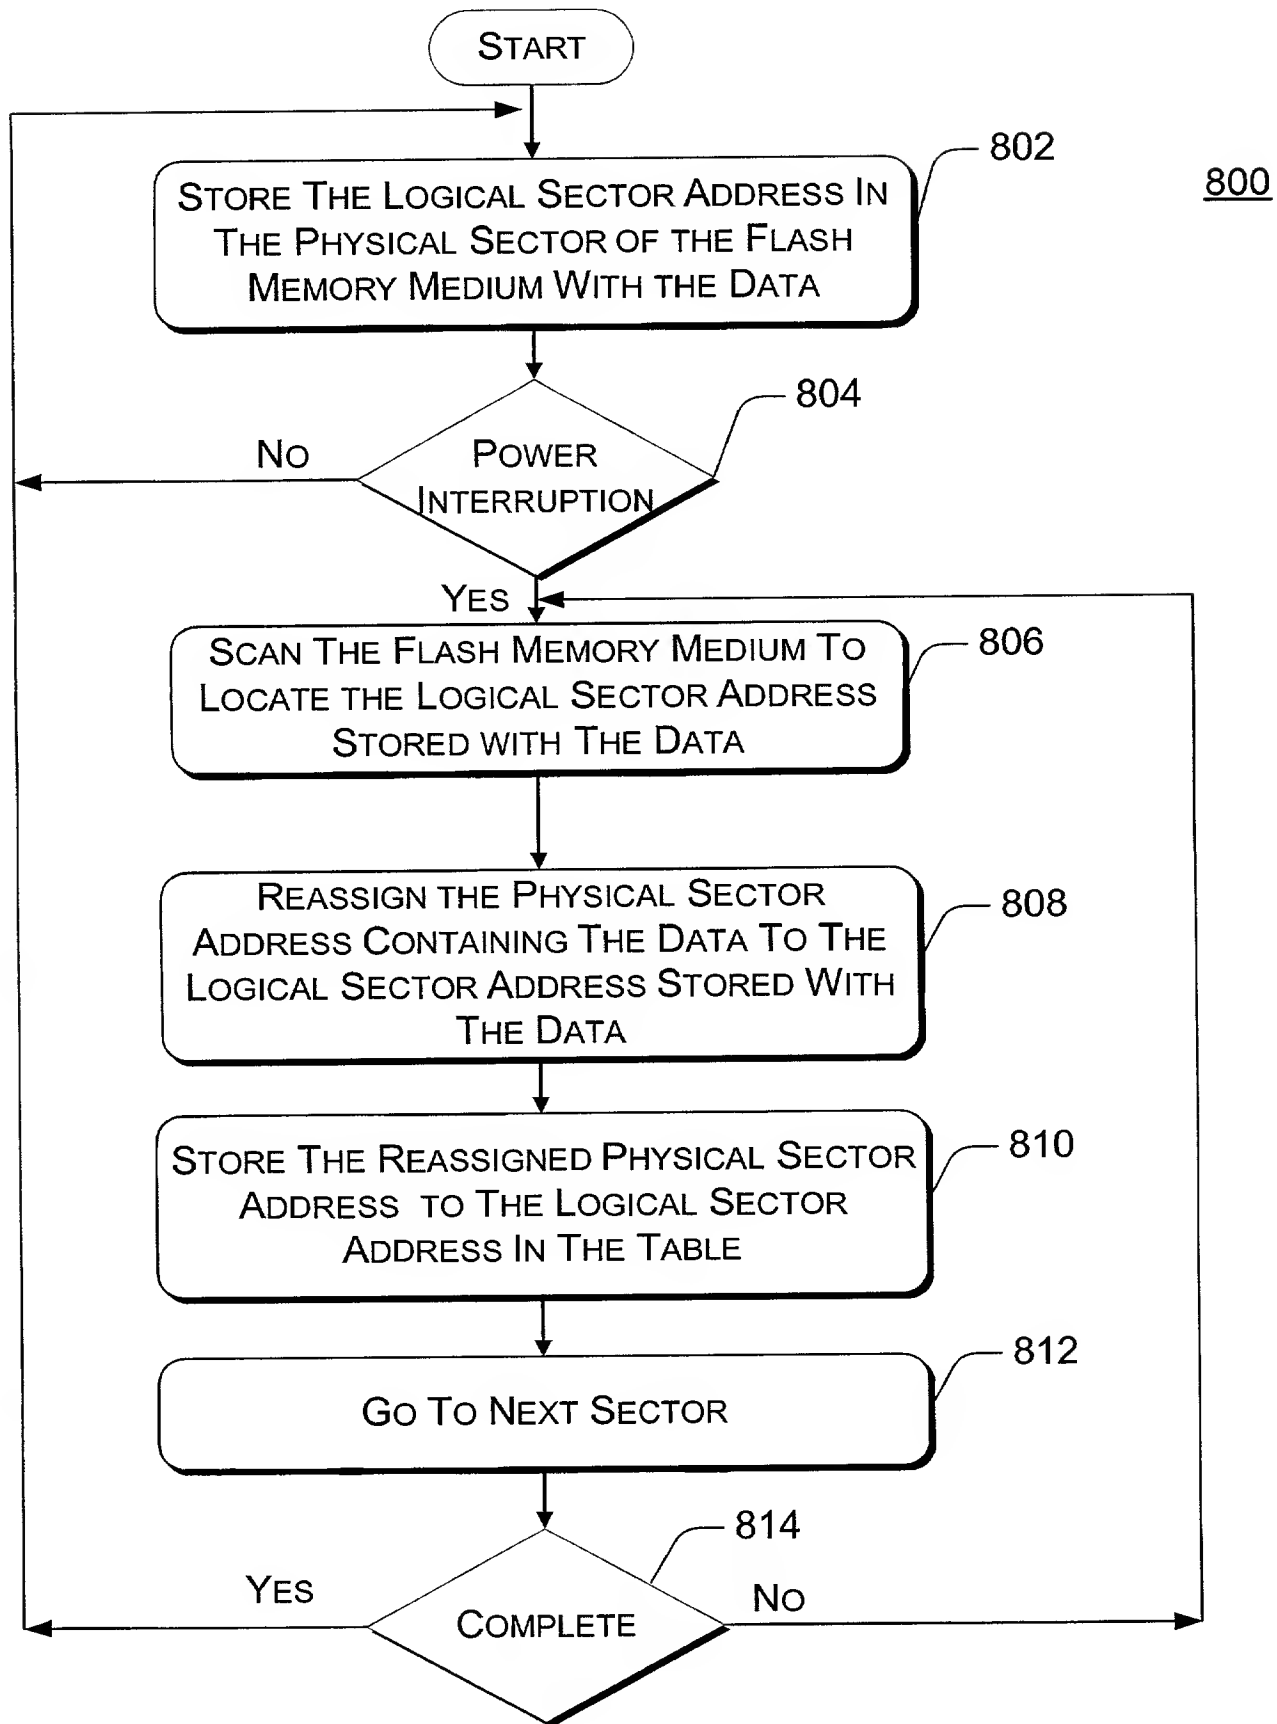 START
802
800
STORE THE LOGICAL SECTOR ADDRESS IN
THE PHYSICAL SECTOR OF THE FLASH
MEMORY MEDIUM WITH THE DATA
804
NO
POWER
INTERRUPTION
YES
806
SCAN THE FLASH MEMORY MEDIUM TO
LOCATE THE LOGICAL SECTOR ADDRESS
STORED WITH THE DATA
808
REASSIGN THE PHYSICAL SECTOR
ADDRESS CONTAINING THE DATA TO THE
LOGICAL SECTOR ADDRESS STORED WITH
THE DATA
810
STORE THE REASSIGNED PHYSICAL SECTOR
ADDRESS TO THE LOGICAL SECTOR
ADDRESS IN THE TABLE
812
GO TO NEXT SECTOR
814
YES
NO
COMPLETE